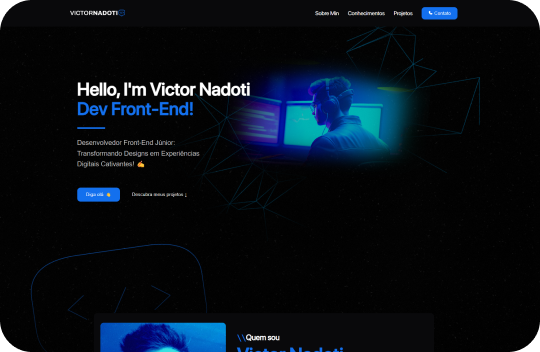 VICTORNADOTI
Sobre Mim Conhecimentos Projetos Contato
Hello, I'm Victor Nadoti
Dev Front-End!
Desenvolvedor Front-End Júnior:
Transformando Designs em Experiências
Digitais Cativantes! ✍
Diga olá 👋 Descubra meus projetos ↓
\\Quem sou
Victor Nadoti